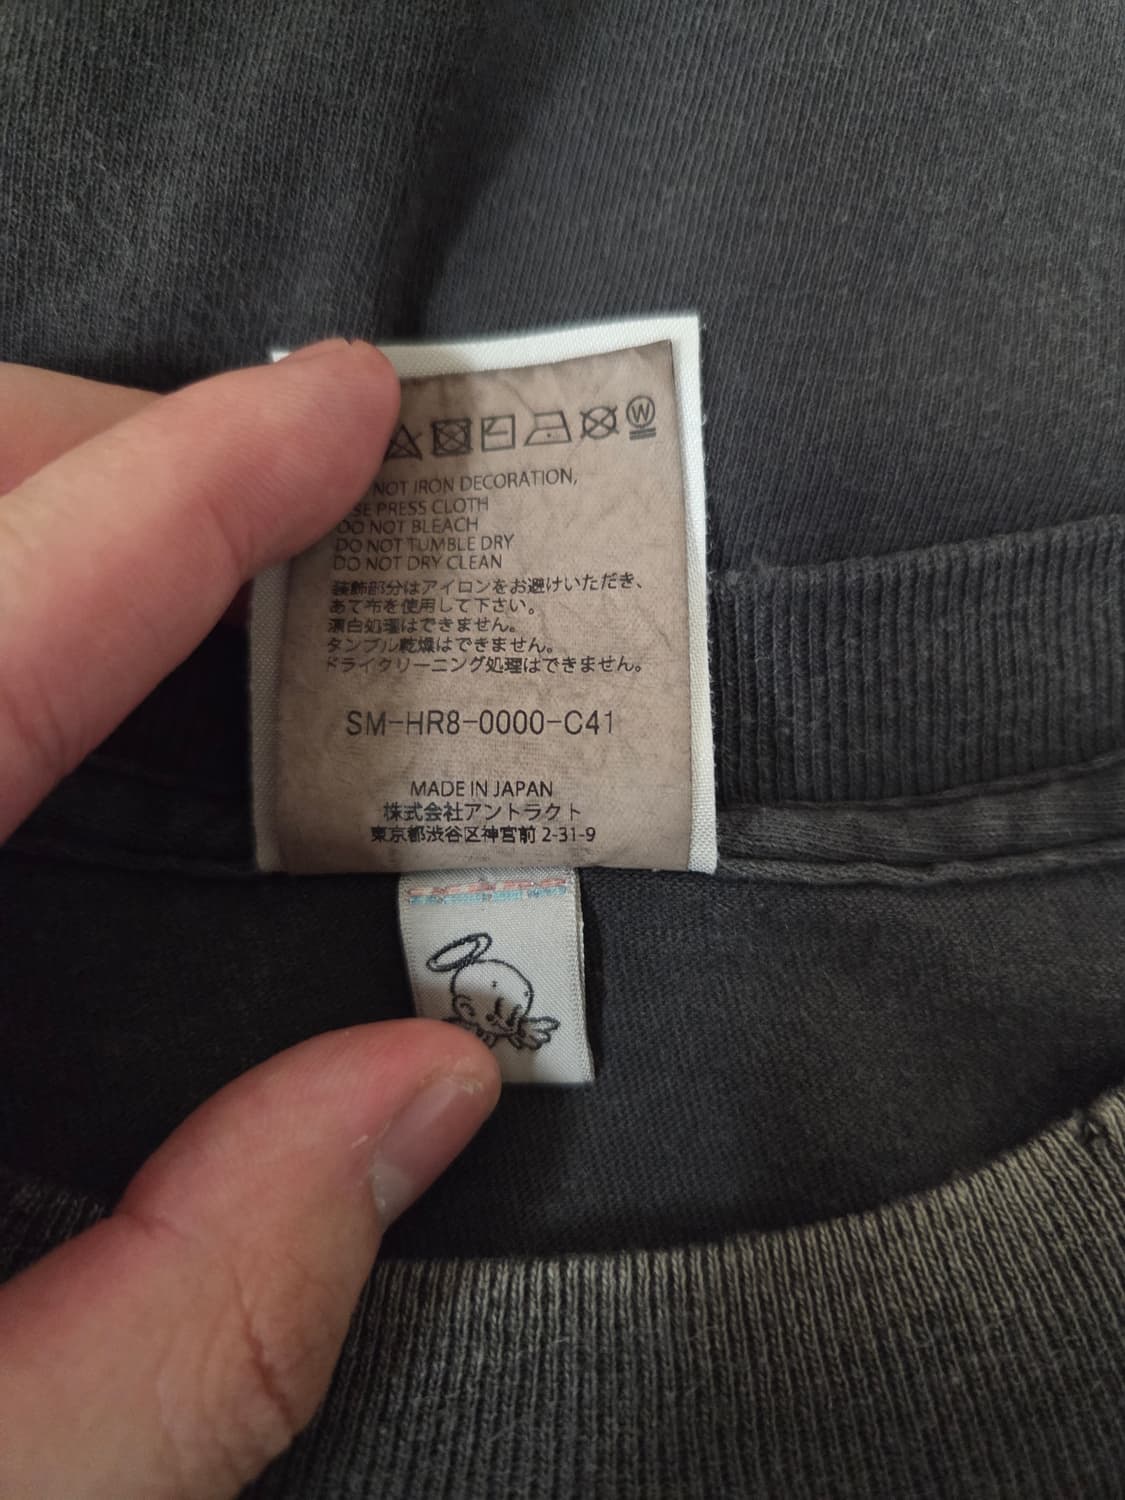 W
NOT IRON DECORATION,
SE PRESS CLOTH
DO NOT BLEACH
DO NOT TUMBLE DRY
DO NOT DRY CLEAN
装飾部分はアイロンをお避けいただき、
あて布を使用して下さい。
漂白処理はできません。
タンブル乾燥はできません。
ドライクリーニング処理はできません。
SM-HR8-0000-C41
MADE IN JAPAN
株式会社アントラクト
東京都渋谷区神宮前 2-31-9